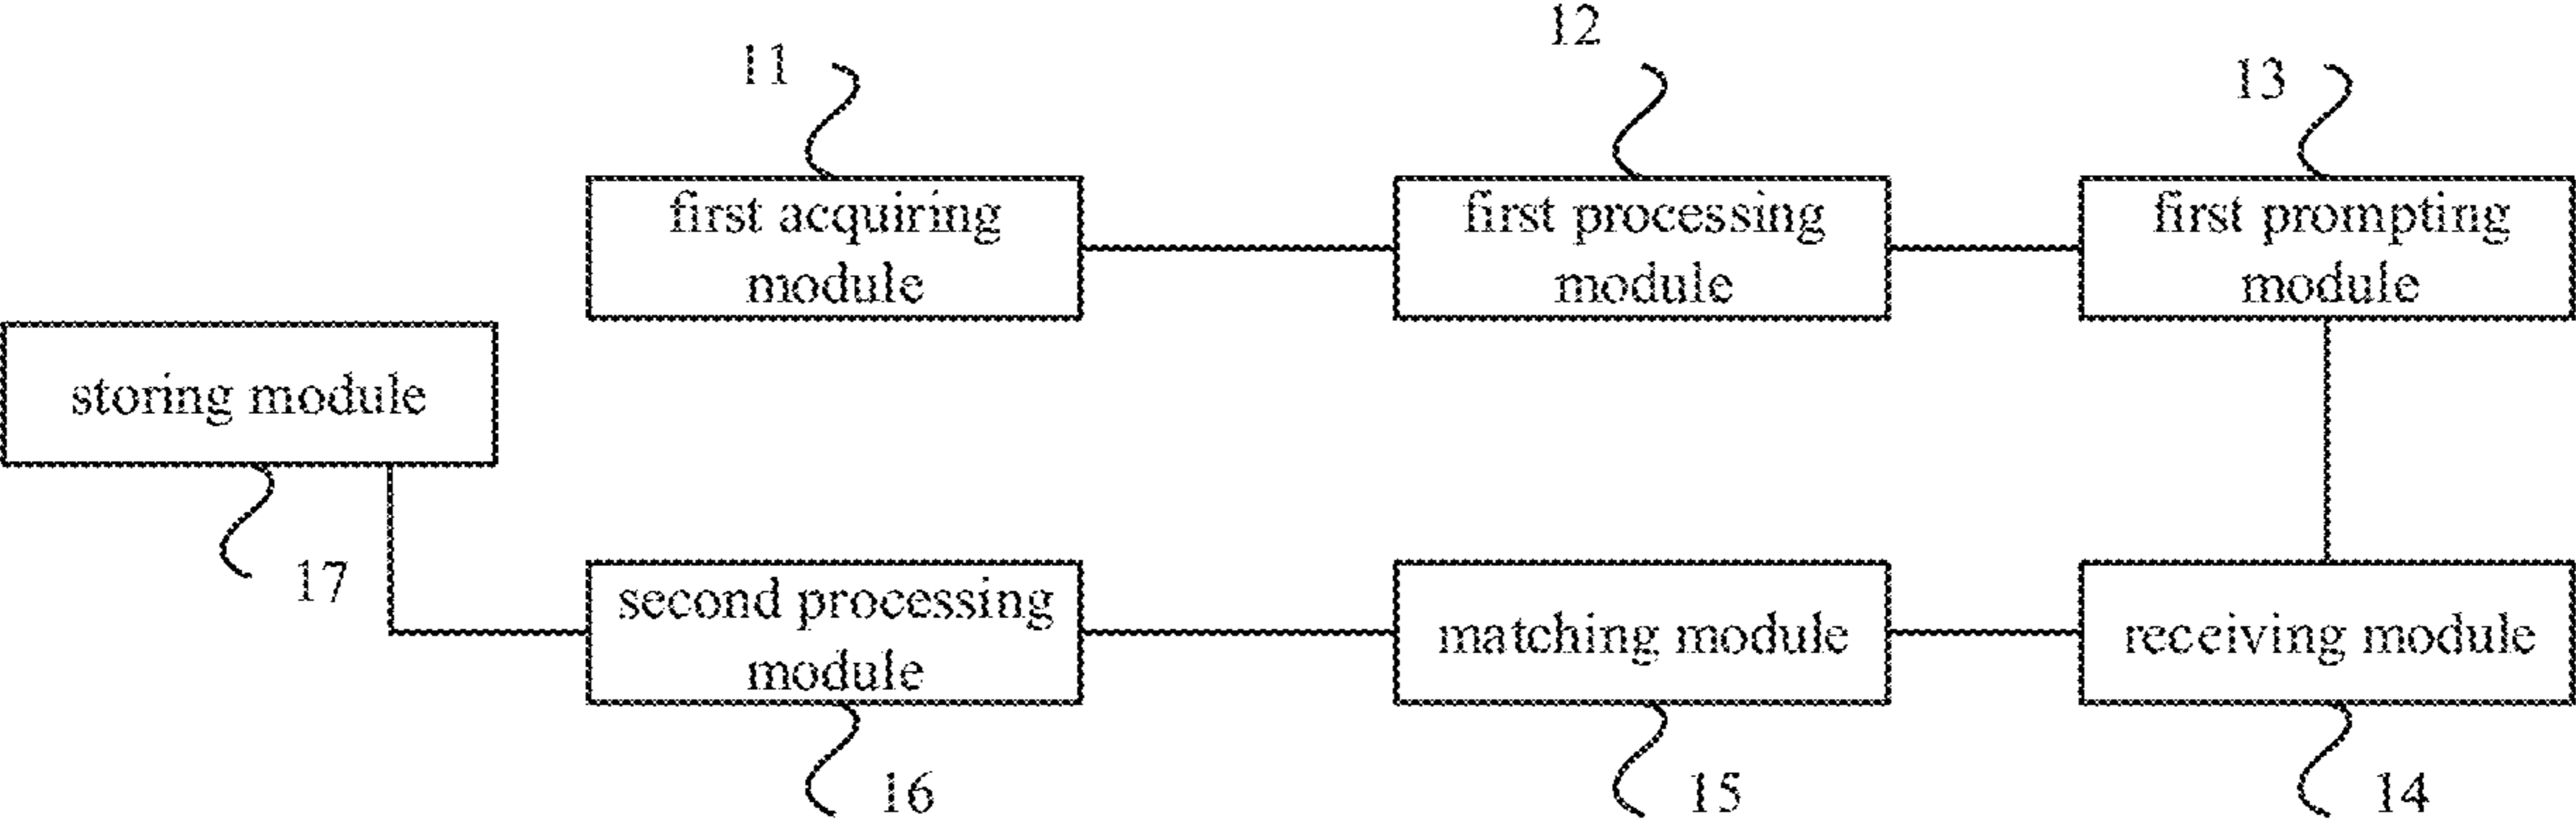 11
12
13
first acquiring
module
first processing
module
first prompting
module
storing module
17
second processing
module
matching module
receiving module
16
15
14